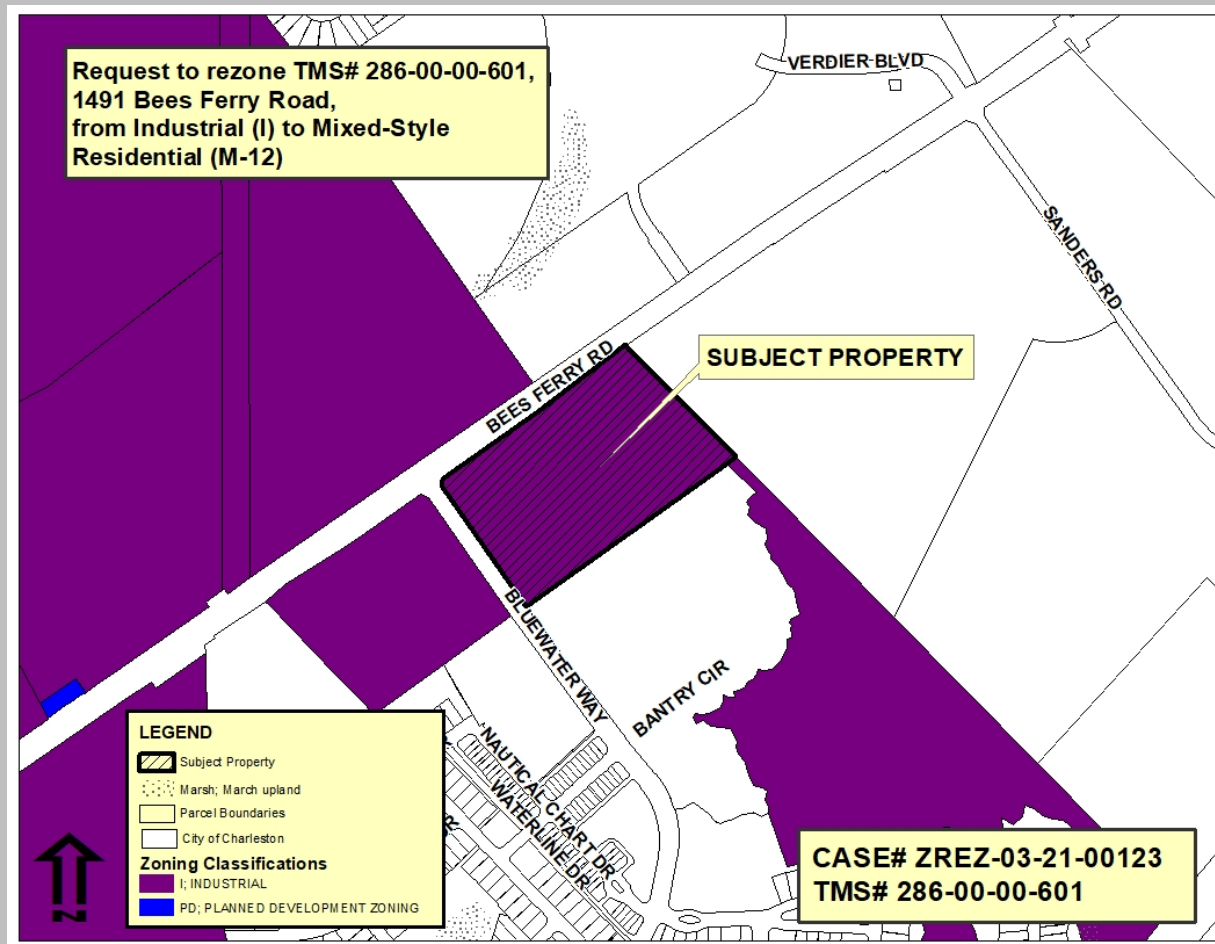 Request to rezone TMS# 286-00-00-601,
1491 Bees Ferry Road,
from Industrial (I) to Mixed-Style
Residential (M-12)
VERDIER BLVD
SANDERS RD
SUBJECT PROPERTY
BEES FERRY RD
BLUEWATER WAY
BANTRY CIR
NAUTICAL CHART DR
WATERLINE DR
LEGEND
Subject Property
Marsh; March upland
Parcel Boundaries
City of Charleston
Zoning Classifications
I; INDUSTRIAL
PD; PLANNED DEVELOPMENT ZONING
N
CASE# ZREZ-03-21-00123
TMS# 286-00-00-601